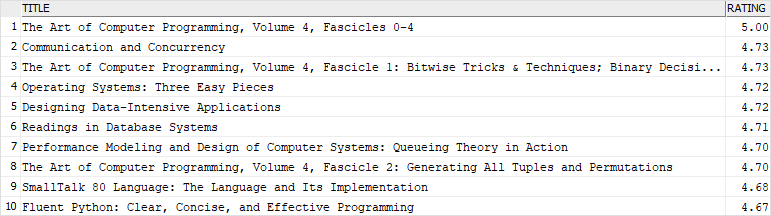 TITLE RATING
1 The Art of Computer Programming, Volume 4, Fascicles 0-4 5.00
2 Communication and Concurrency 4.73
3 The Art of Computer Programming, Volume 4, Fascicle 1: Bitwise Tricks & Techniques; Binary Decisi... 4.73
4 Operating Systems: Three Easy Pieces 4.72
5 Designing Data-Intensive Applications 4.72
6 Readings in Database Systems 4.71
7 Performance Modeling and Design of Computer Systems: Queueing Theory in Action 4.70
8 The Art of Computer Programming, Volume 4, Fascicle 2: Generating All Tuples and Permutations 4.70
9 SmallTalk 80 Language: The Language and Its Implementation 4.68
10 Fluent Python: Clear, Concise, and Effective Programming 4.67